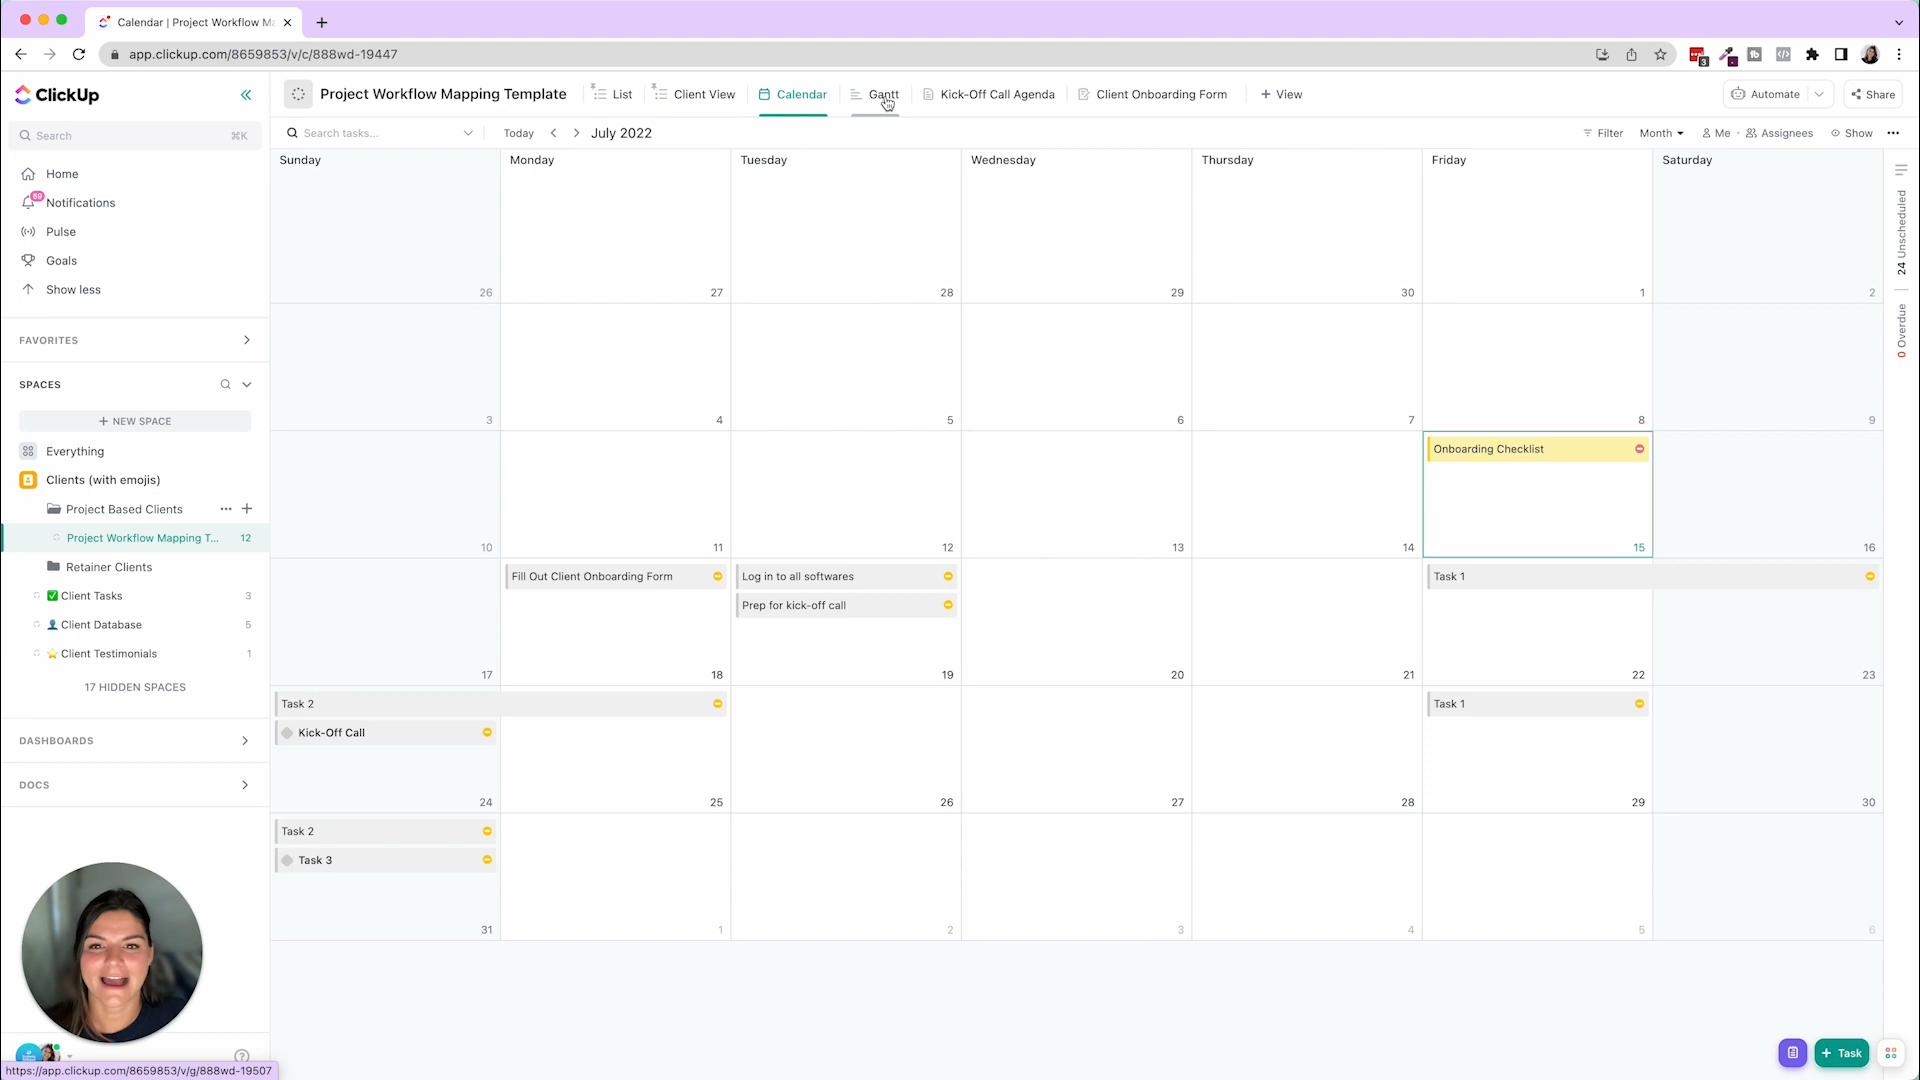 Calendar | Project Workflow Ma
app.clickup.com/8659853/v/c/888wd-19447
3
ClickUp
Project Workflow Mapping Template
List
Client View
Calendar
Gantt
Kick-Off Call Agenda
Client Onboarding Form
+ View
Automate
Share
Search
⌘K
Search tasks...
Today
July 2022
Filter
Month
Me
Assignees
Show
Home
69
Notifications
Pulse
Goals
Show less
FAVORITES
SPACES
+ NEW SPACE
Everything
Clients (with emojis)
Project Based Clients
Project Workflow Mapping T...
12
Retainer Clients
Client Tasks
3
Client Database
5
Client Testimonials
1
17 HIDDEN SPACES
DASHBOARDS
DOCS
Sunday
Monday
Tuesday
Wednesday
Thursday
Friday
Saturday
26
27
28
29
30
1
2
3
4
5
6
7
8
9
Onboarding Checklist
10
11
12
13
14
15
16
Fill Out Client Onboarding Form
Log in to all softwares
Task 1
Prep for kick-off call
17
18
19
20
21
22
23
Task 2
Task 1
Kick-Off Call
24
25
26
27
28
29
30
Task 2
Task 3
31
1
2
3
4
5
6
24 Unscheduled
0 Overdue
+ Task
https://app.clickup.com/8659853/v/g/888wd-19507